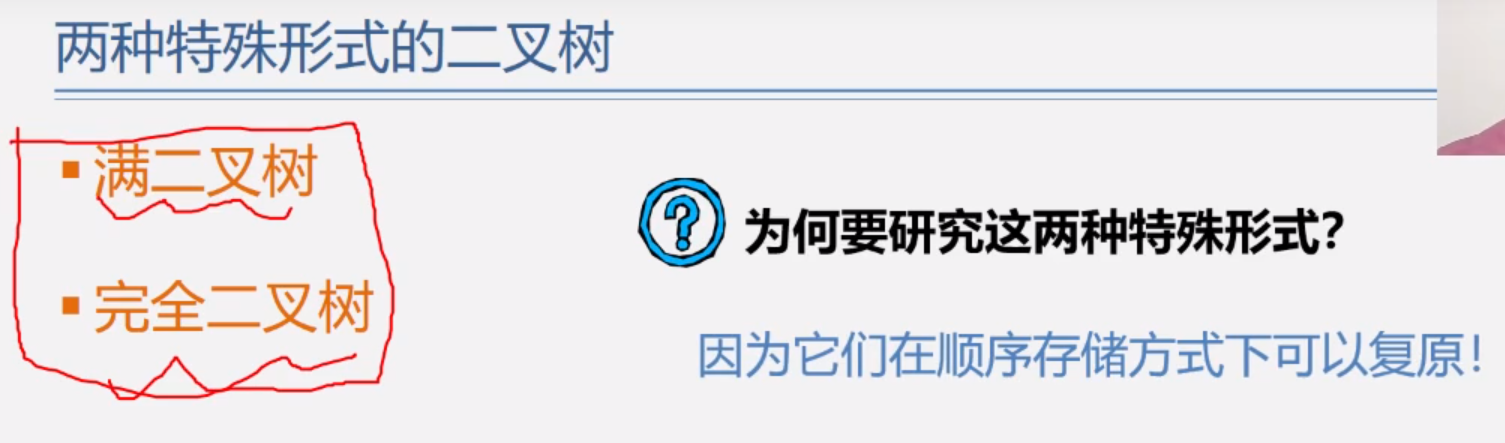 两种特殊形式的二叉树
▪ 满二叉树
▪ 完全二叉树
为何要研究这两种特殊形式？
因为它们在顺序存储方式下可以复原！